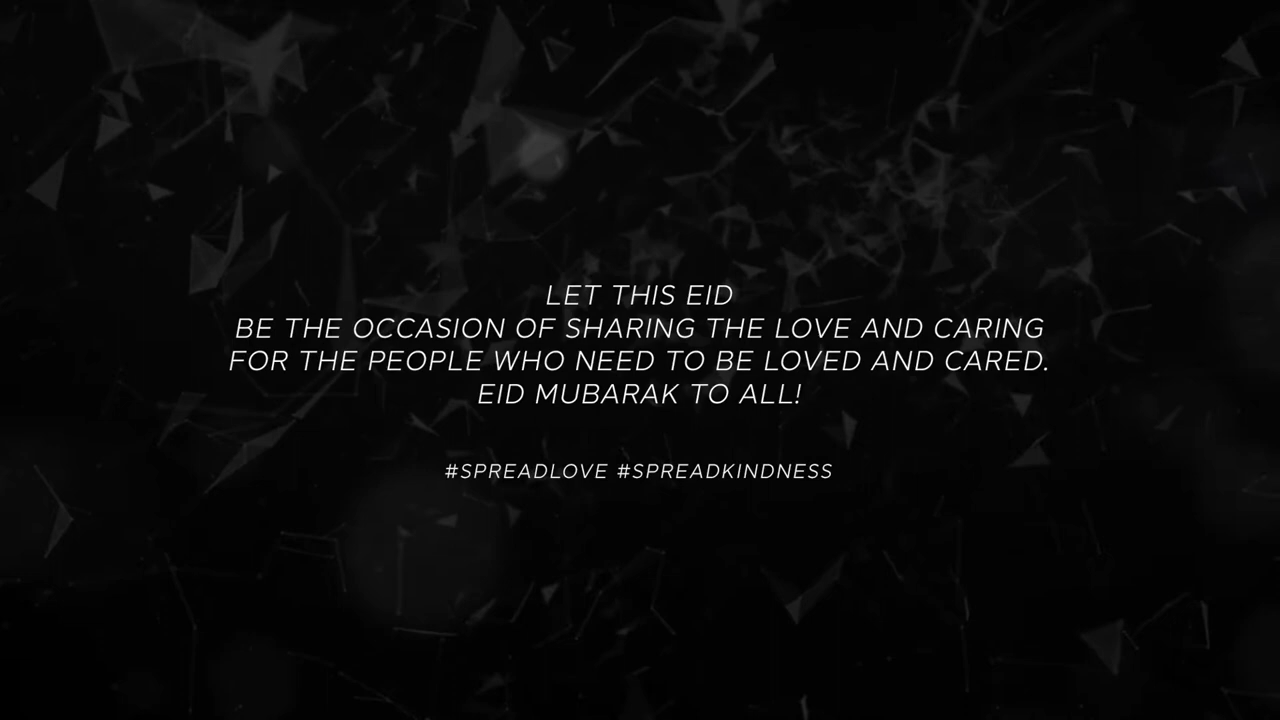 LET THIS EID
BE THE OCCASION OF SHARING THE LOVE AND CARING
FOR THE PEOPLE WHO NEED TO BE LOVED AND CARED.
EID MUBARAK TO ALL!
#SPREADLOVE #SPREADKINDNESS